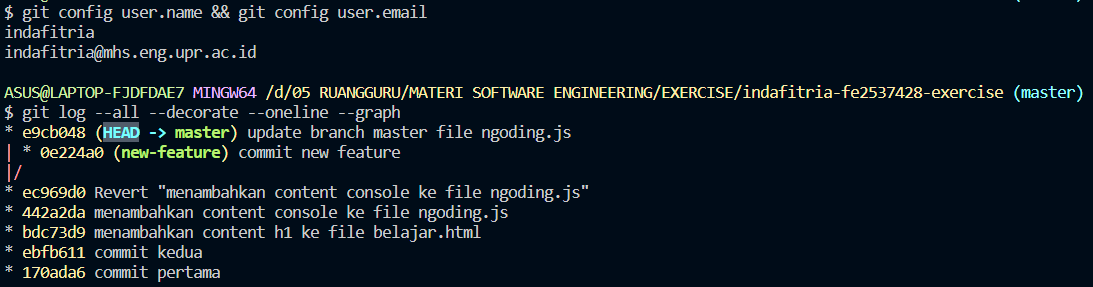 (master)
$ git config user.name && git config user.email
indafitria
indafitria@mhs.eng.upr.ac.id
ASUS@LAPTOP-FJDFDAE7 MINGW64 /d/05 RUANGGURU/MATERI SOFTWARE ENGINEERING/EXERCISE/indafitria-fe2537428-exercise (master)
$ git log --all --decorate --oneline --graph
* e9cb048 (HEAD -> master) update branch master file ngoding.js
| * 0e224a0 (new-feature) commit new feature
|/
* ec969d0 Revert "menambahkan content console ke file ngoding.js"
* 442a2da menambahkan content console ke file ngoding.js
* bdc73d9 menambahkan content h1 ke file belajar.html
* ebfb611 commit kedua
* 170ada6 commit pertama